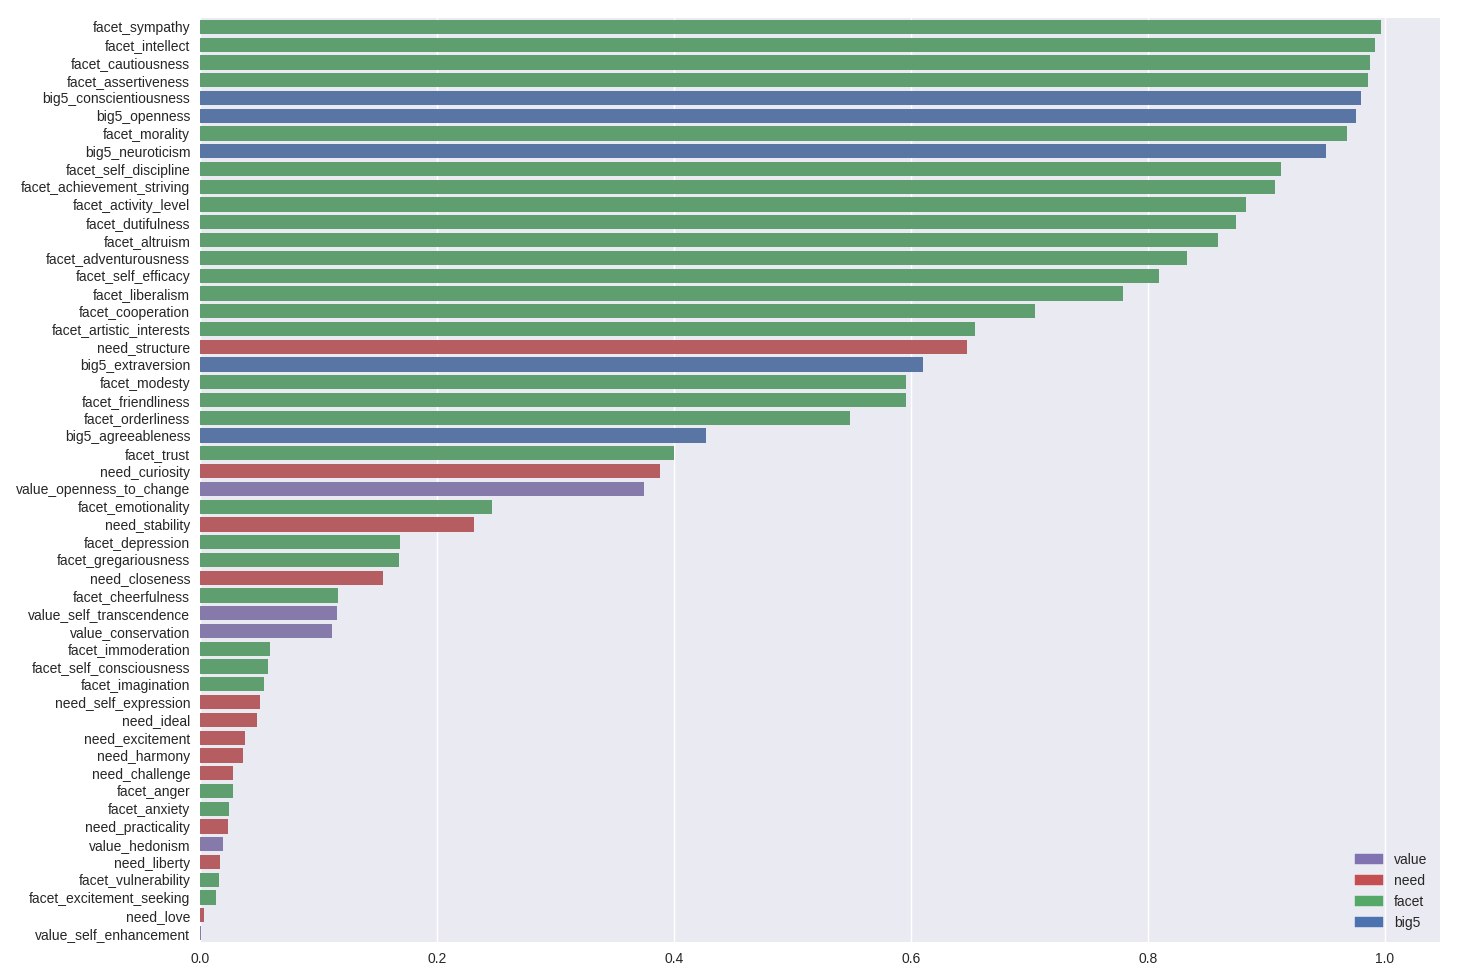 facet_sympathy
facet_intellect
facet_cautiousness
facet_assertiveness
big5_conscientiousness
big5_openness
facet_morality
big5_neuroticism
facet_self_discipline
facet_achievement_striving
facet_activity_level
facet_dutifulness
facet_altruism
facet_adventurousness
facet_self_efficacy
facet_liberalism
facet_cooperation
facet_artistic_interests
need_structure
big5_extraversion
facet_modesty
facet_friendliness
facet_orderliness
big5_agreeableness
facet_trust
need_curiosity
value_openness_to_change
facet_emotionality
need_stability
facet_depression
facet_gregariousness
need_closeness
facet_cheerfulness
value_self_transcendence
value_conservation
facet_immoderation
facet_self_consciousness
facet_imagination
need_self_expression
need_ideal
need_excitement
need_harmony
need_challenge
facet_anger
facet_anxiety
need_practicality
value_hedonism
need_liberty
facet_vulnerability
facet_excitement_seeking
need_love
value_self_enhancement
0.0 0.2 0.4 0.6 0.8 1.0
value
need
facet
big5